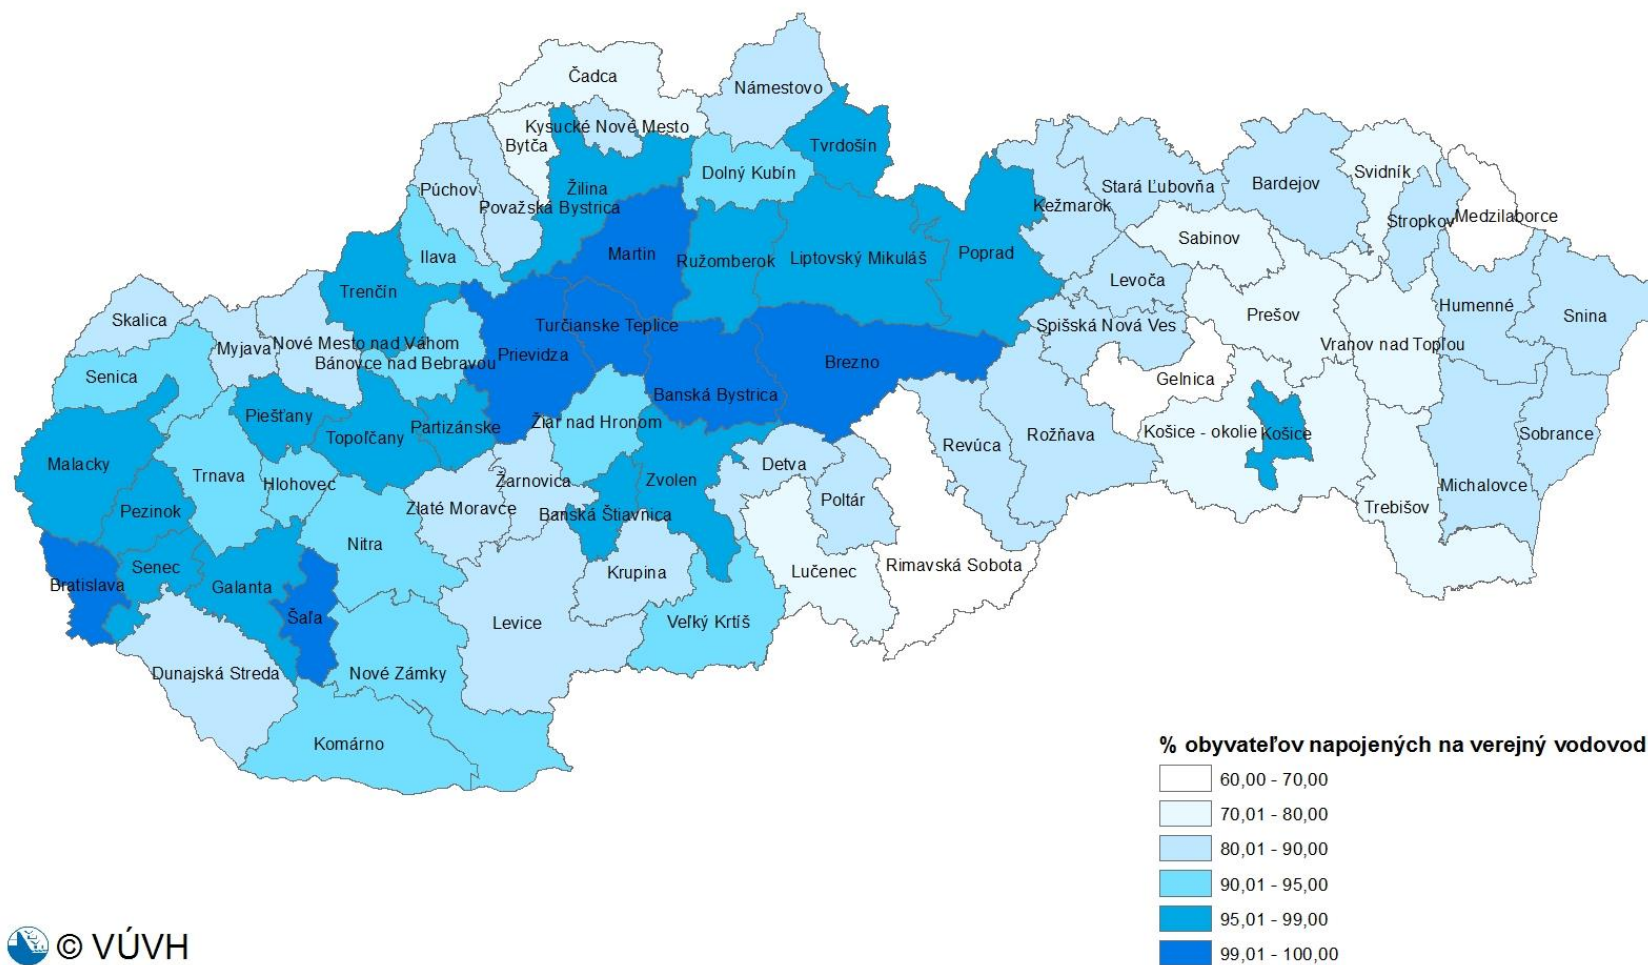 Čadca
Námestovo
Kysucké Nové Mesto
Bytča
Tvrdošín
Dolný Kubín
Púchov
Žilina
Považská Bystrica
Stará Ľubovňa
Bardejov
Svidník
Kežmarok
Stropkov
Medzilaborce
Sabinov
Ilava
Martin
Ružomberok
Liptovský Mikuláš
Poprad
Levoča
Trenčín
Skalica
Myjava
Nové Mesto nad Váhom
Turčianske Teplice
Spišská Nová Ves
Prešov
Humenné
Snina
Bánovce nad Bebravou
Prievidza
Vranov nad Topľou
Senica
Brezno
Gelnica
Banská Bystrica
Piešťany
Topoľčany
Partizánske
Žiar nad Hronom
Revúca
Rožňava
Košice - okolie
Košice
Sobrance
Malacky
Trnava
Hlohovec
Detva
Žarnovica
Zvolen
Poltár
Michalovce
Pezinok
Zlaté Moravce
Banská Štiavnica
Trebišov
Nitra
Senec
Bratislava
Galanta
Krupina
Lučenec
Rimavská Sobota
Šaľa
Levice
Veľký Krtíš
Dunajská Streda
Nové Zámky
Komárno
% obyvateľov napojených na verejný vodovod
60,00 - 70,00
70,01 - 80,00
80,01 - 90,00
90,01 - 95,00
95,01 - 99,00
99,01 - 100,00
© VÚVH